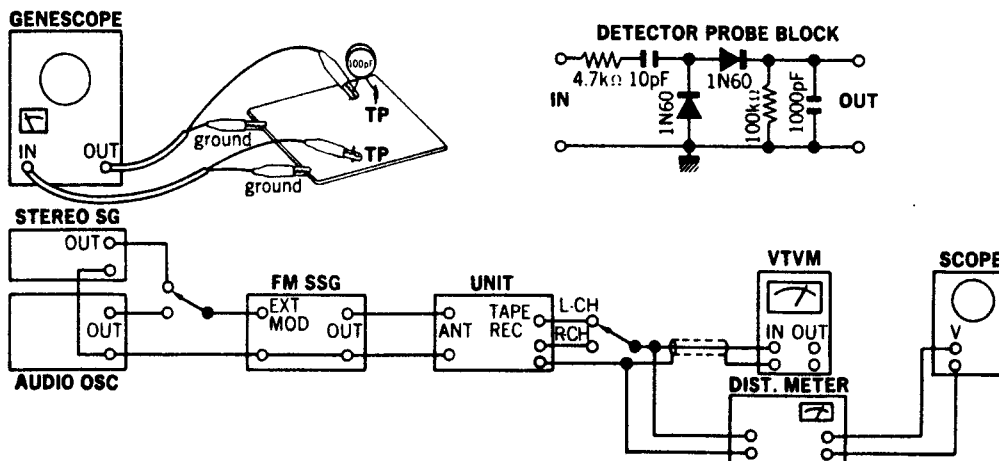 GENESCOPE
100pF
TP
ground
IN
OUT
TP
ground
DETECTOR PROBE BLOCK
4.7kΩ 10pF
1N60
IN
1N60
100kΩ
1000pF
OUT
STEREO SG
OUT
OUT
AUDIO OSC
FM SSG
EXT
MOD
OUT
UNIT
ANT
TAPE
REC
L-CH
R-CH
VTVM
IN OUT
DIST. METER
SCOPE
V